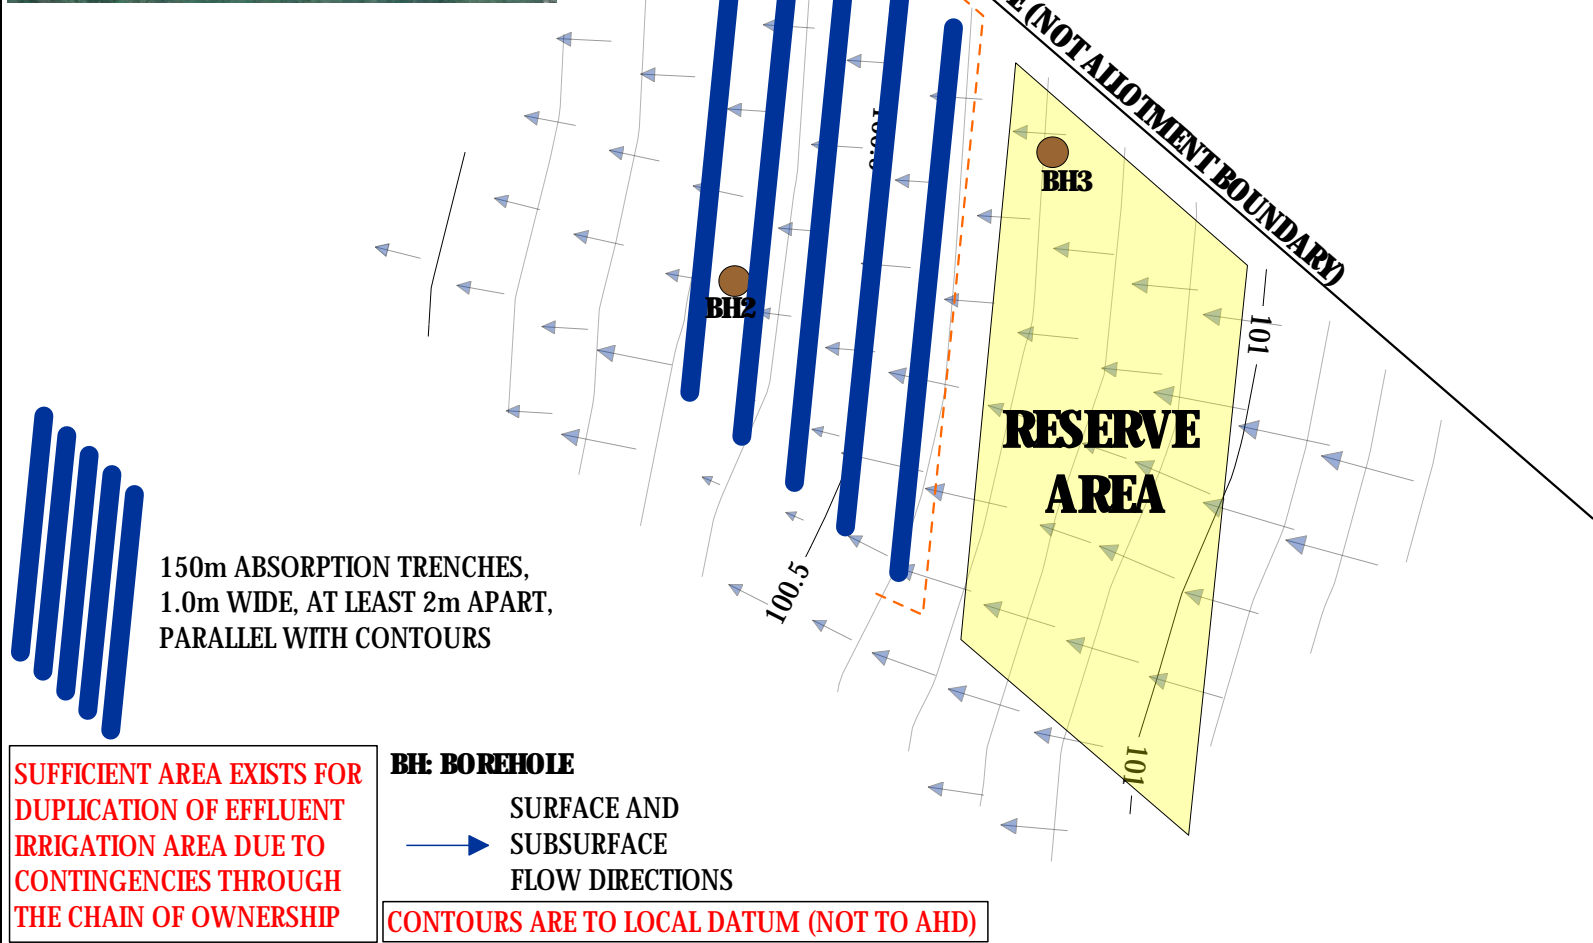 (NOT ALLOTMENT BOUNDARY)
BH3
BH2
101
RESERVE
AREA
100.5
101
150m ABSORPTION TRENCHES,
1.0m WIDE, AT LEAST 2m APART,
PARALLEL WITH CONTOURS
SUFFICIENT AREA EXISTS FOR
DUPLICATION OF EFFLUENT
IRRIGATION AREA DUE TO
CONTINGENCIES THROUGH
THE CHAIN OF OWNERSHIP
BH: BOREHOLE
SURFACE AND
SUBSURFACE
FLOW DIRECTIONS
CONTOURS ARE TO LOCAL DATUM (NOT TO AHD)